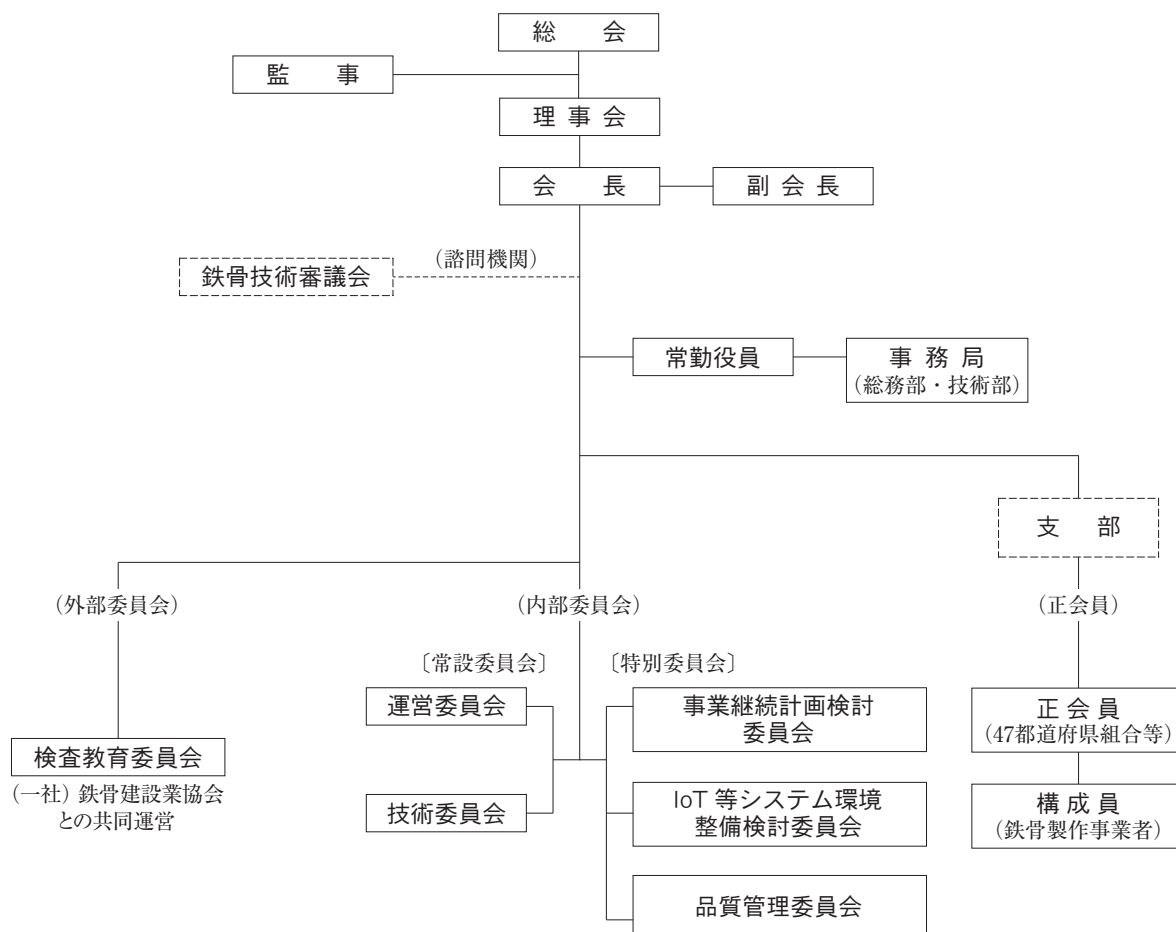 総会
監事
理事会
会長
副会長
(諮問機関)
鉄骨技術審議会
常勤役員
事務局
(総務部・技術部)
支部
(外部委員会)
(内部委員会)
(正会員)
〔常設委員会〕
〔特別委員会〕
運営委員会
事業継続計画検討
委員会
正会員
(47都道府県組合等)
検査教育委員会
(一社)鉄骨建設業協会
との共同運営
技術委員会
IoT 等システム環境
整備検討委員会
構成員
(鉄骨製作事業者)
品質管理委員会